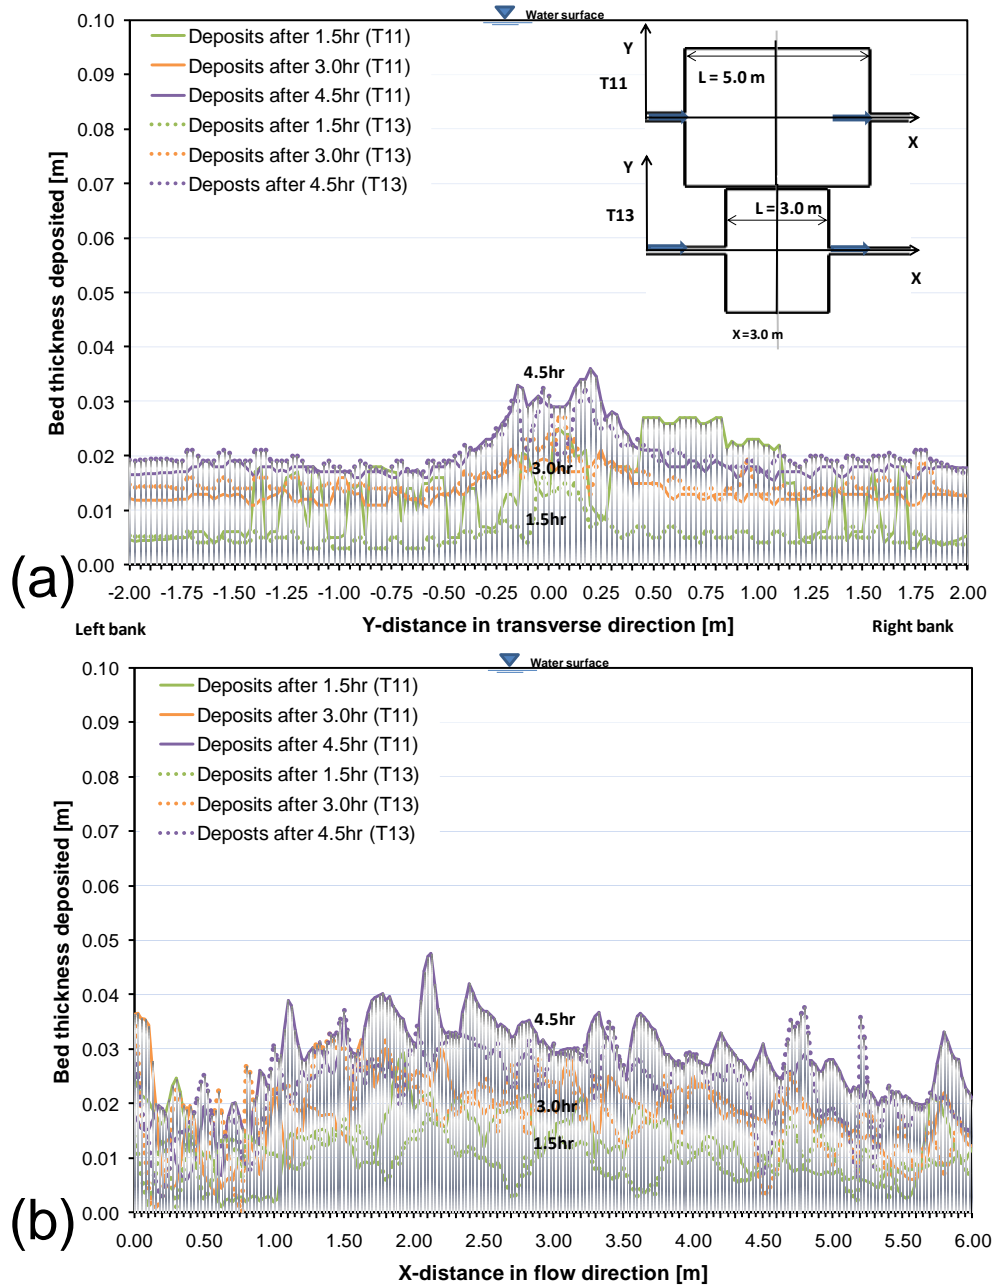 0.10
Water surface
Deposits after 1.5hr (T11)
Deposits after 3.0hr (T11)
Deposits after 4.5hr (T11)
Deposits after 1.5hr (T13)
Deposits after 3.0hr (T13)
Deposts after 4.5hr (T13)
0.09
0.08
0.07
0.06
0.05
0.04
0.03
0.02
0.01
0.00
Bed thickness deposited [m]
Y
T11
L = 5.0 m
X
Y
T13
L = 3.0 m
X
X=3.0 m
4.5hr
3.0hr
1.5hr
(a)
-2.00 -1.75 -1.50 -1.25 -1.00 -0.75 -0.50 -0.25 0.00 0.25 0.50 0.75 1.00 1.25 1.50 1.75 2.00
Left bank
Y-distance in transverse direction [m]
Right bank
0.10
Water surface
Deposits after 1.5hr (T11)
Deposits after 3.0hr (T11)
Deposits after 4.5hr (T11)
Deposits after 1.5hr (T13)
Deposits after 3.0hr (T13)
Deposts after 4.5hr (T13)
0.09
0.08
0.07
0.06
0.05
0.04
0.03
0.02
0.01
0.00
Bed thickness deposited [m]
4.5hr
3.0hr
1.5hr
(b)
0.00 0.50 1.00 1.50 2.00 2.50 3.00 3.50 4.00 4.50 5.00 5.50 6.00
X-distance in flow direction [m]